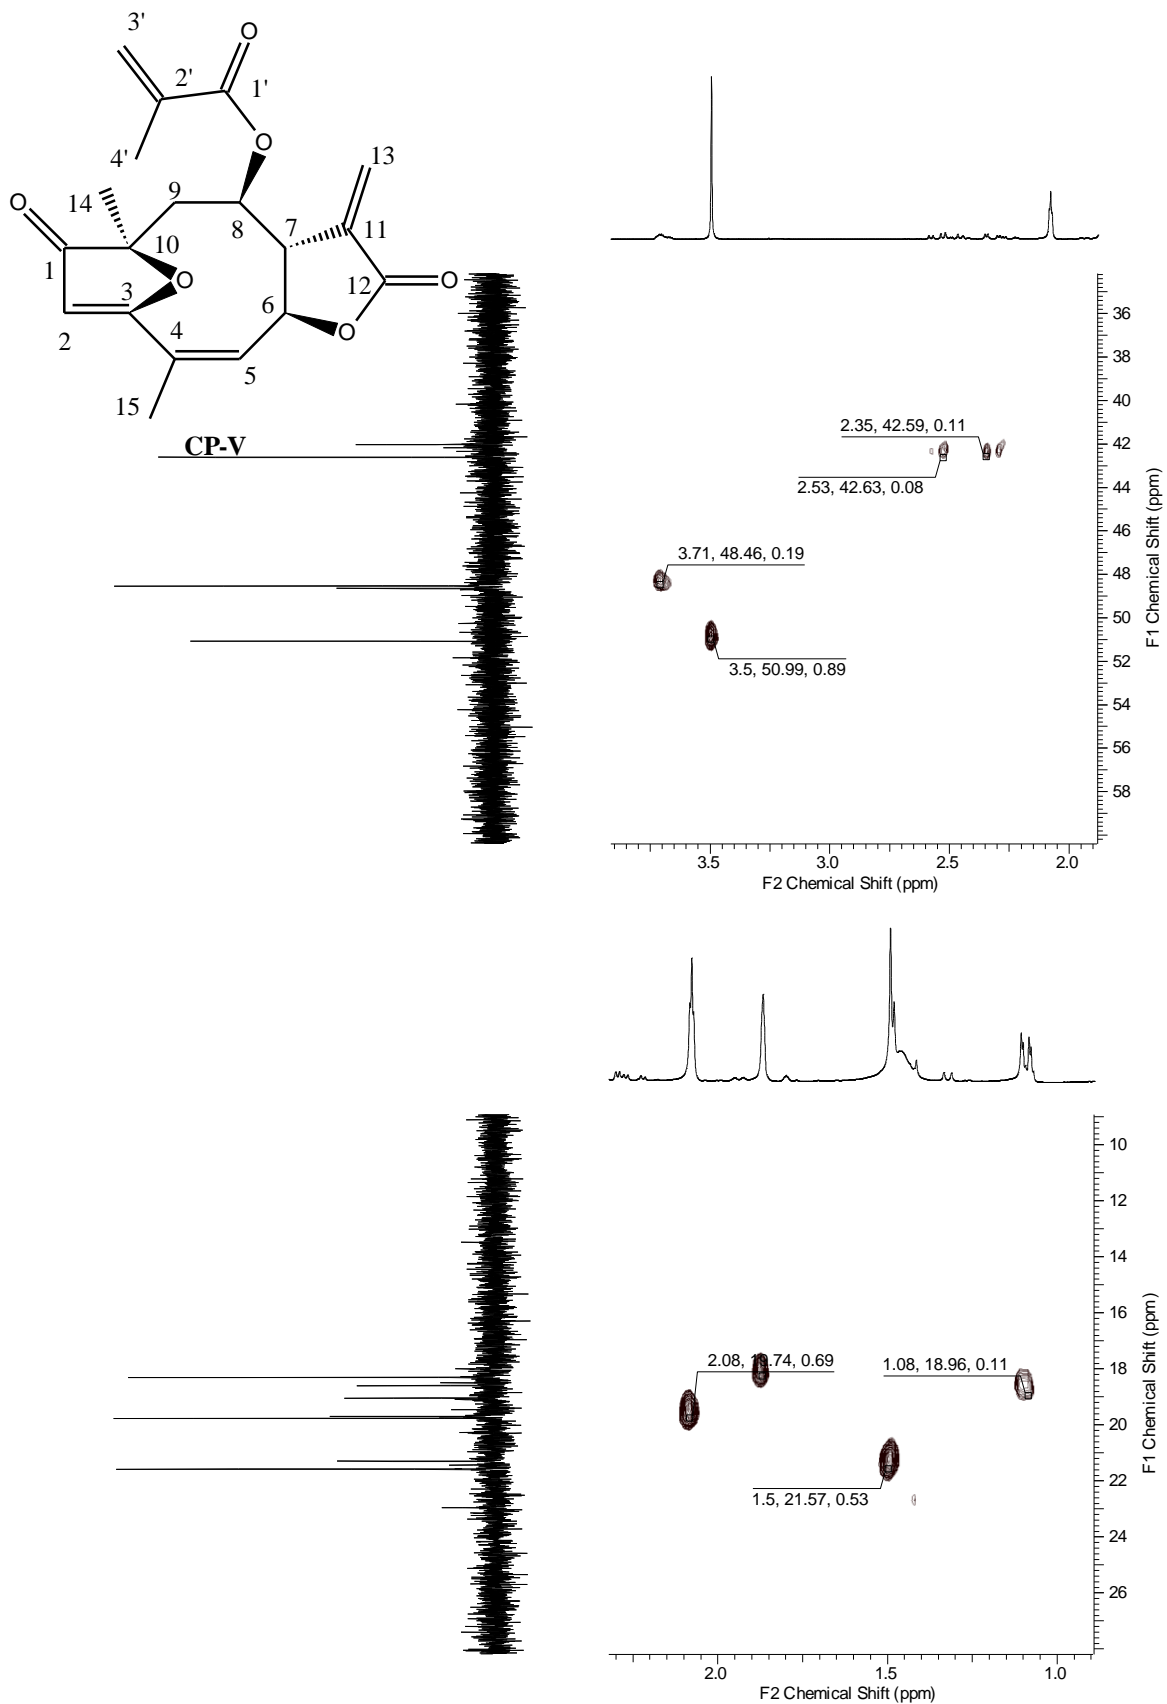 3'
O
2'
1'
4'
O
13
14
9
O
8
7
11
10
O
1
O
12
3
6
O
2
4
5
15
CP-V
36
38
40
2.35, 42.59, 0.11
42
44
2.53, 42.63, 0.08
46
3.71, 48.46, 0.19
48
50
52
3.5, 50.99, 0.89
54
56
58
F1 Chemical Shift (ppm)
3.5 3.0 2.5 2.0
F2 Chemical Shift (ppm)
10
12
14
16
2.08, 19.74, 0.69
1.08, 18.96, 0.11
18
20
22
1.5, 21.57, 0.53
24
26
F1 Chemical Shift (ppm)
2.0 1.5 1.0
F2 Chemical Shift (ppm)